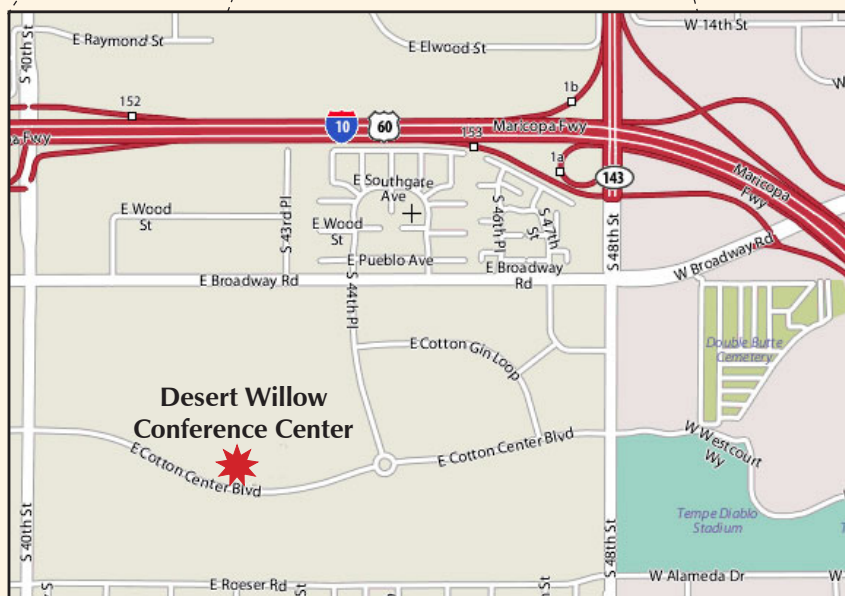 W 14th St
E Raymond St
E Elwood St
S 40th St
1b
152
10
60
Maricopa Fwy
153
a Fwy
1a
143
Maricopa
Fwy
E Southgate
Ave
E Wood
St
S 43rd Pl
E Wood
St
S 46th Pl
S 47th
St
S 48th St
E Pueblo Ave
E Broadway
Rd
W Broadway Rd
E Broadway Rd
S 44th Pl
E Cotton Gin Loop
Double Butte
Cemetery
Desert Willow
Conference Center
E Cotton Center Blvd
E Cotton Center Blvd
W Westcourt
Wy
Tempe Diablo
Stadium
S 40th St
S 48th St
W Alameda Dr
W
E Roeser Rd